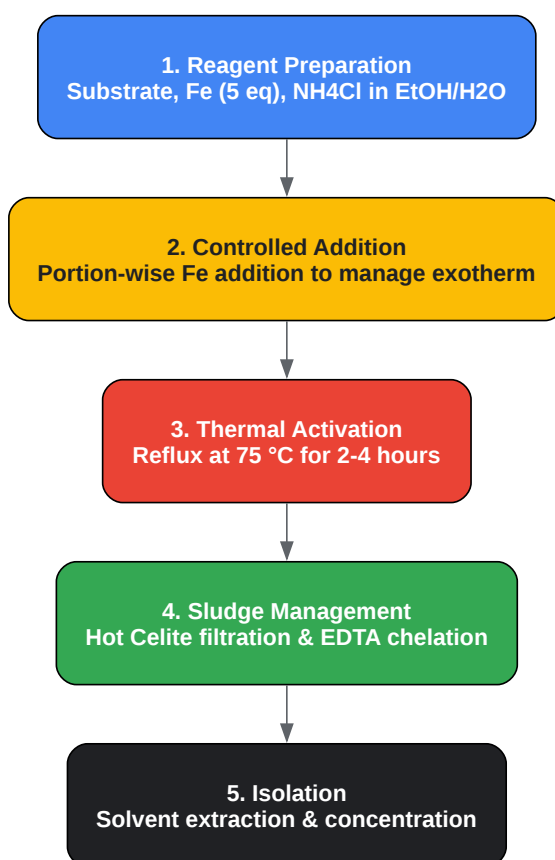 1. Reagent Preparation
Substrate, Fe (5 eq), NH4Cl in EtOH/H2O
2. Controlled Addition
Portion-wise Fe addition to manage exotherm
3. Thermal Activation
Reflux at 75 °C for 2-4 hours
4. Sludge Management
Hot Celite filtration & EDTA chelation
5. Isolation
Solvent extraction & concentration